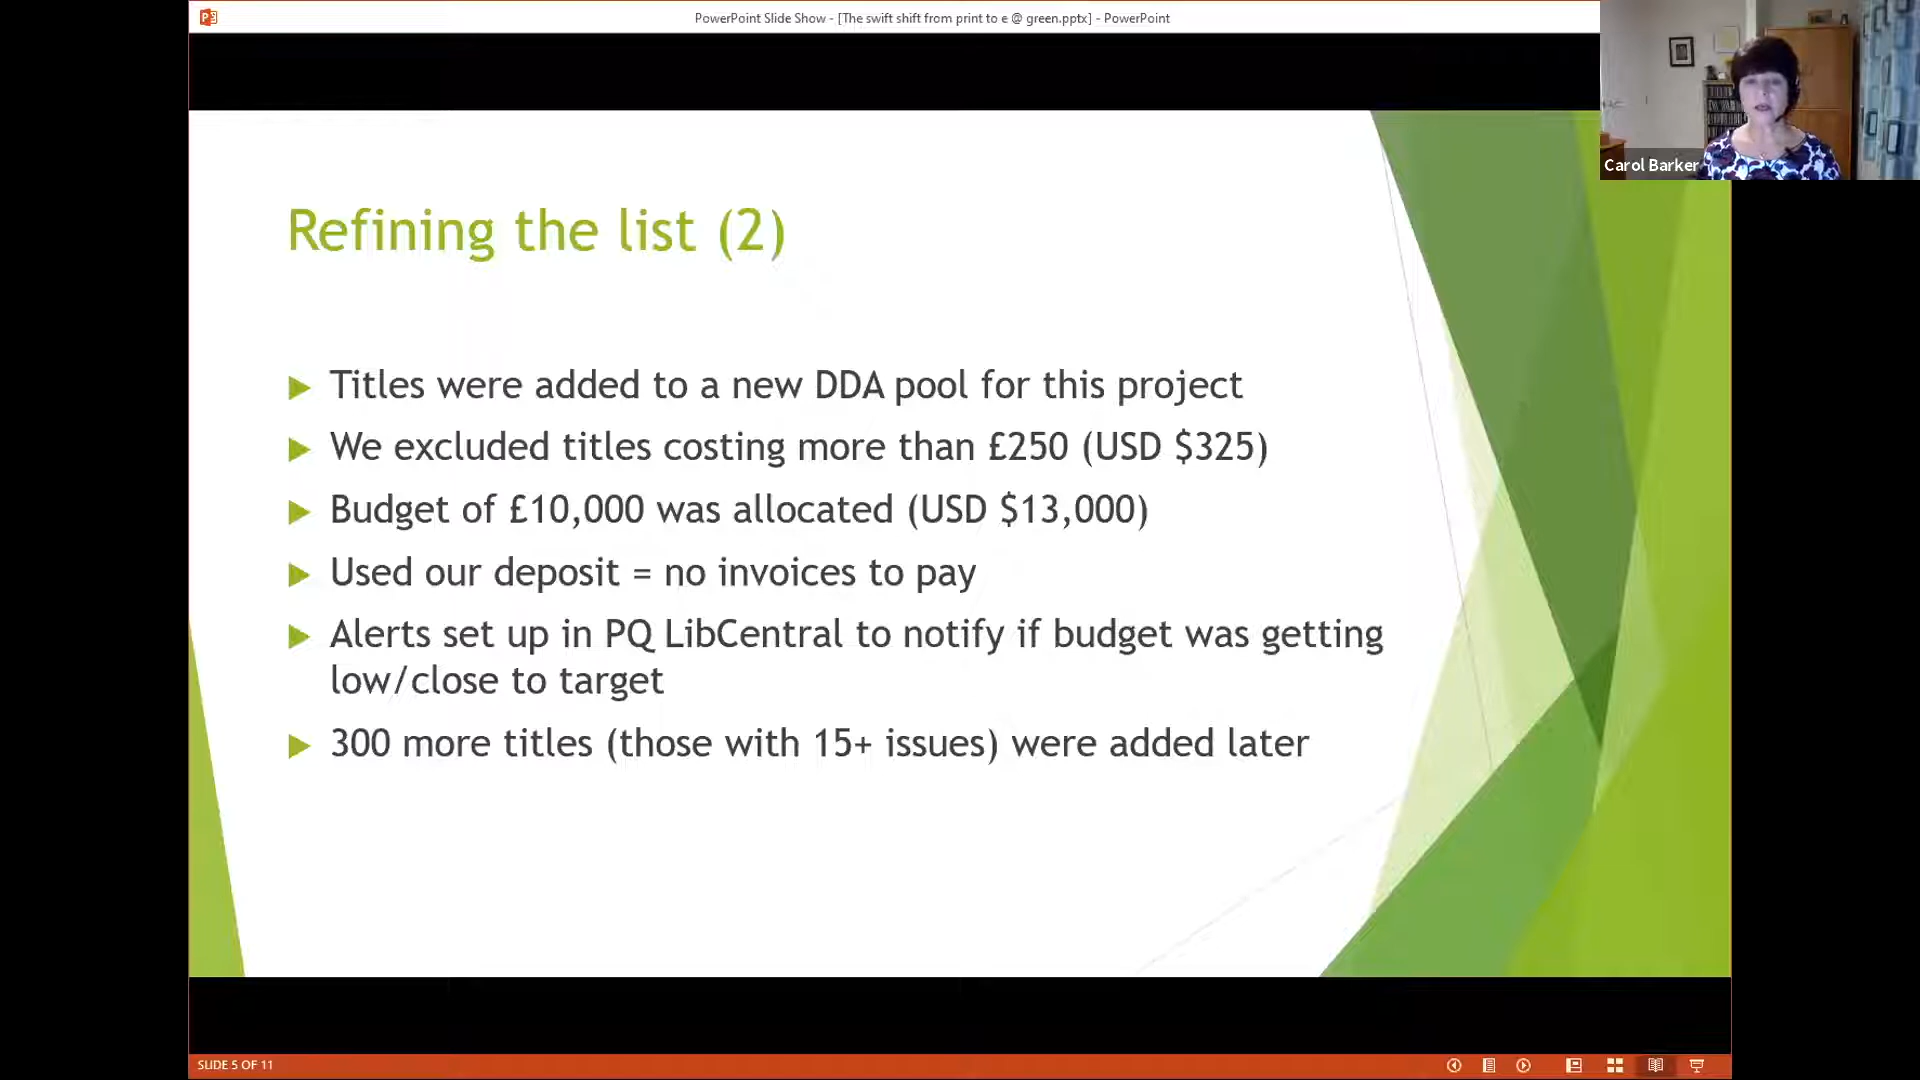 PowerPoint Slide Show - [The swift shift from print to e @ green.pptx] - PowerPoint
Carol Barker
Refining the list (2)
Titles were added to a new DDA pool for this project
We excluded titles costing more than £250 (USD $325)
Budget of £10,000 was allocated (USD $13,000)
Used our deposit = no invoices to pay
Alerts set up in PQ LibCentral to notify if budget was getting
low/close to target
300 more titles (those with 15+ issues) were added later
SLIDE 5 OF 11